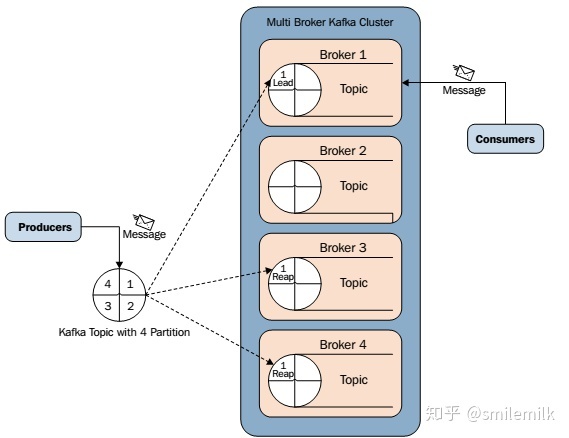 Multi Broker Kafka Cluster
Broker 1
1
Lead
Topic
Message
Consumers
Broker 2
Topic
Producers
Message
4 1
3 2
Kafka Topic with 4 Partition
Broker 3
1
Reap
Topic
Broker 4
1
Reap
Topic
知乎 @smilemilk